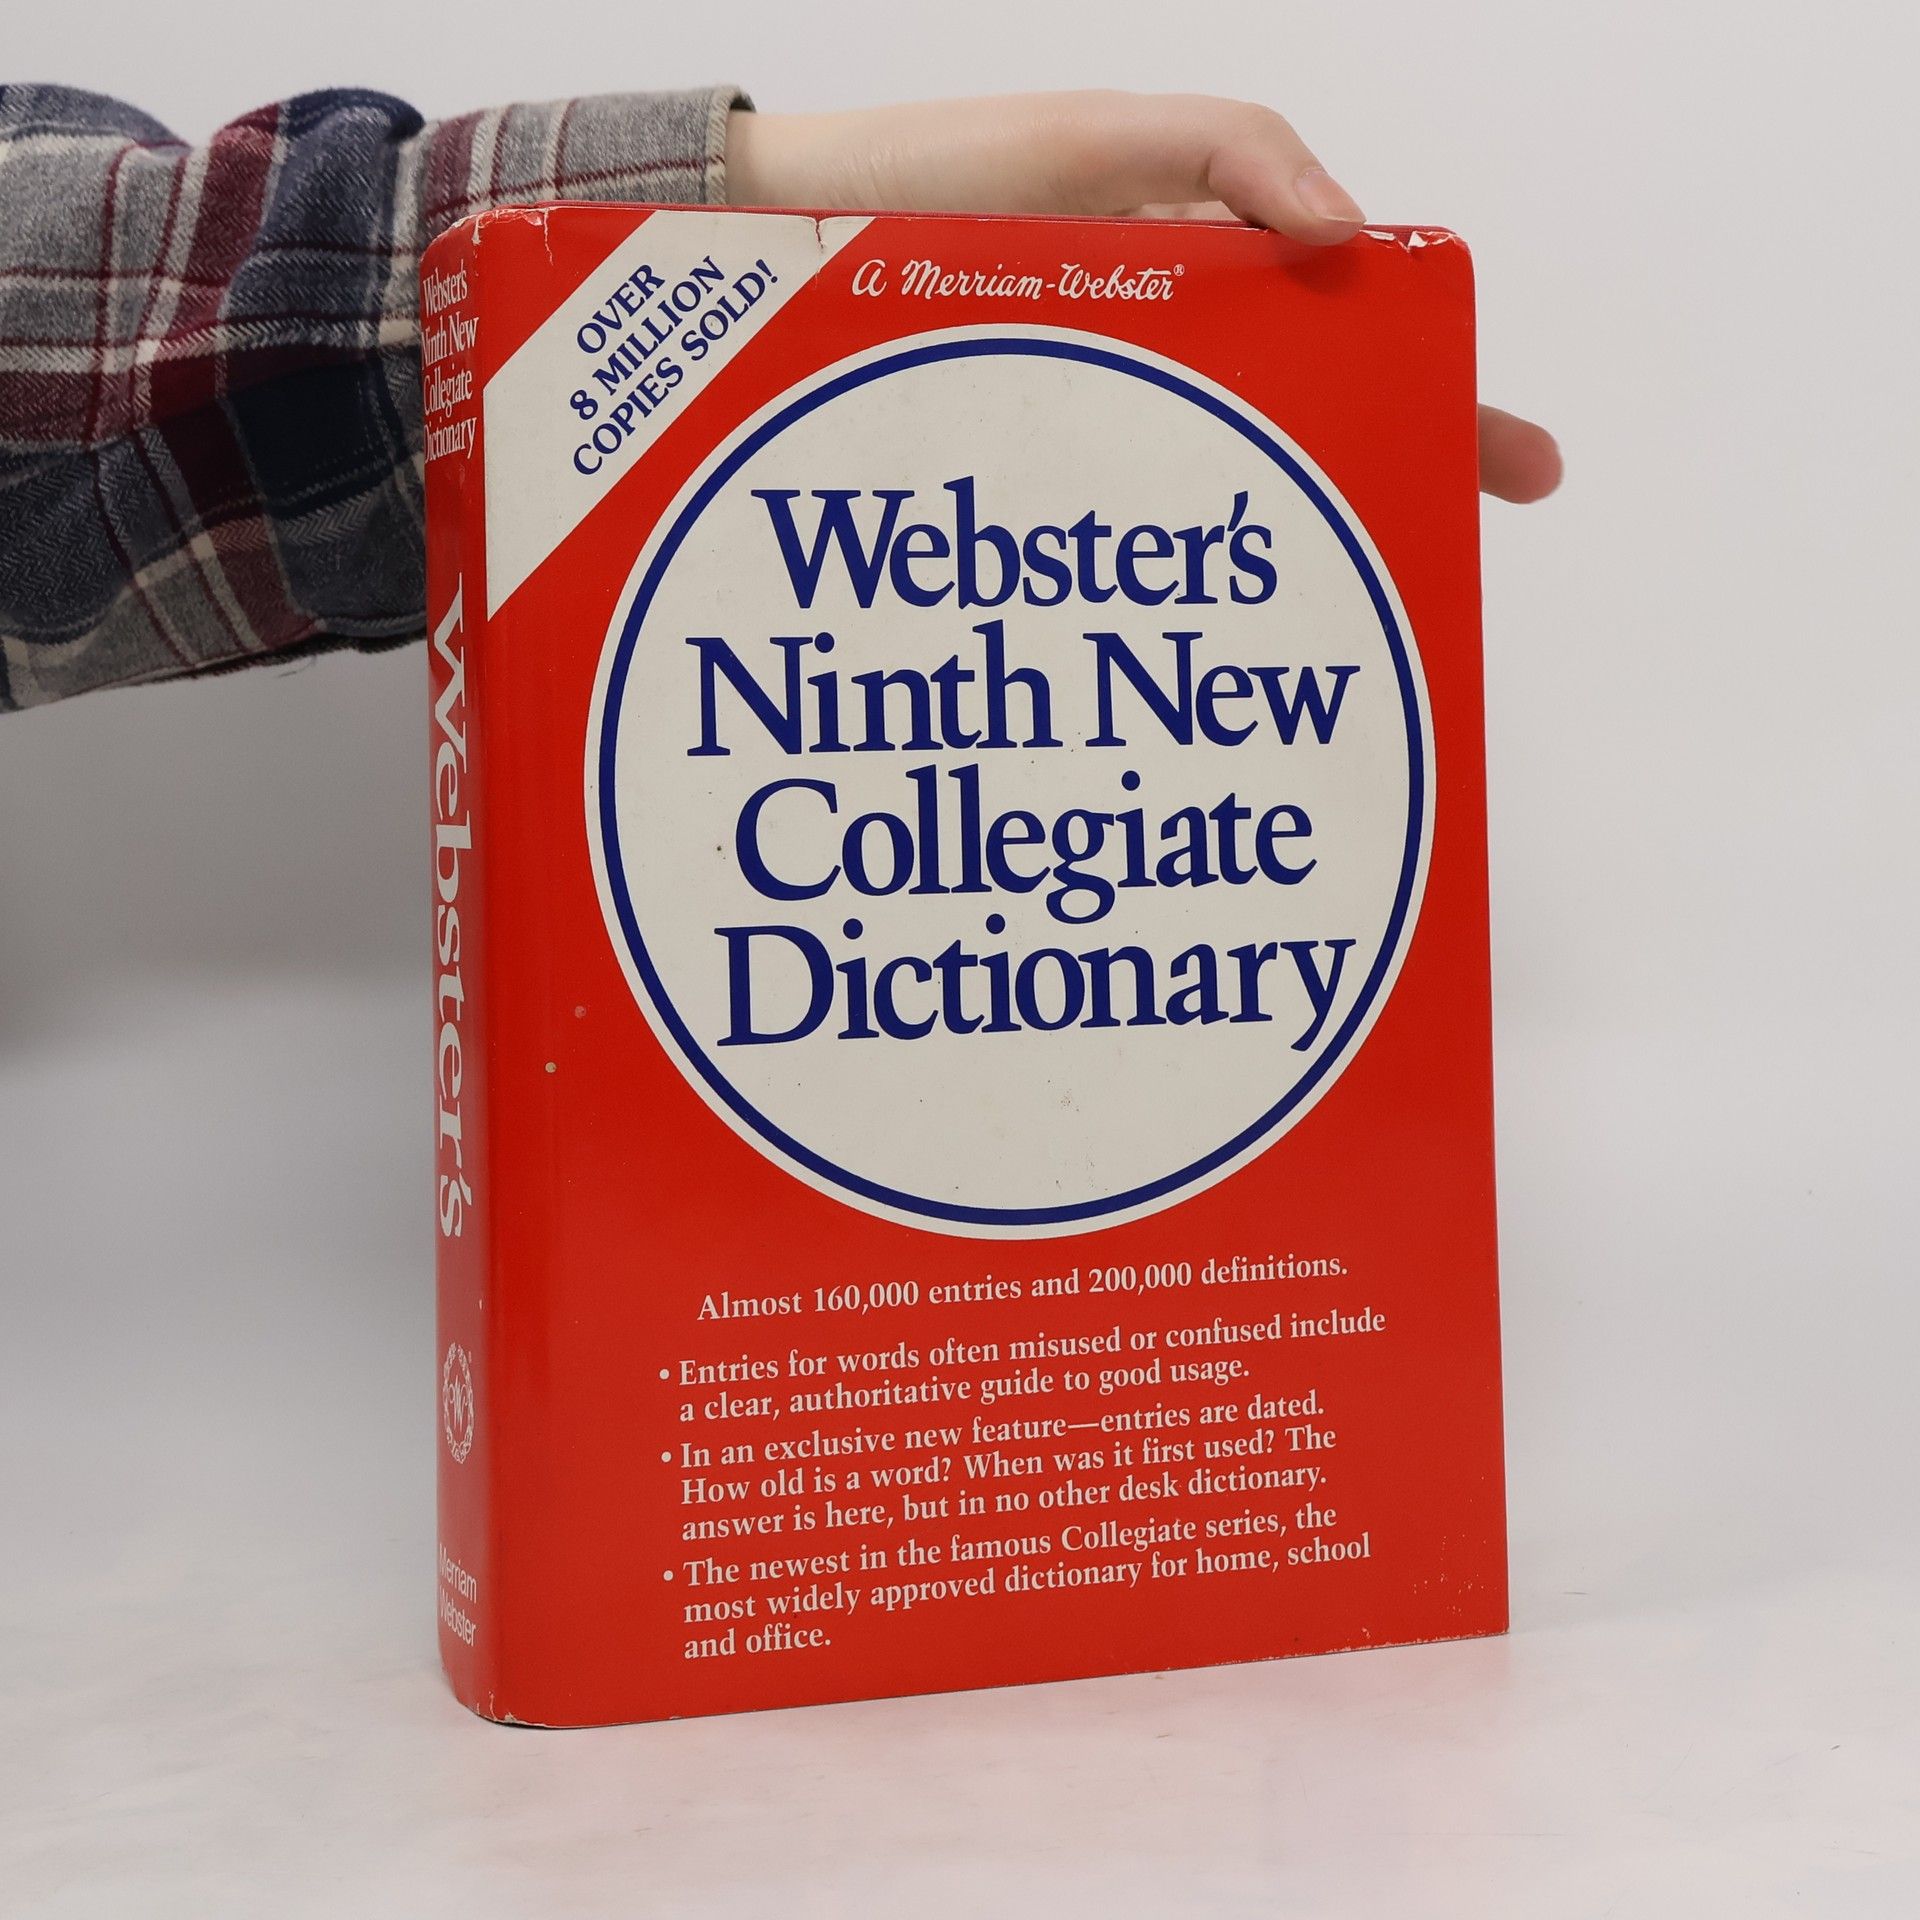 OVER
8 MILLION
COPIES SOLD!
A Merriam-Webster®
Webster's
Ninth New
Collegiate
Dictionary
Almost 160,000 entries and 200,000 definitions.
• Entries for words often misused or confused include
a clear, authoritative guide to good usage.
• In an exclusive new feature—entries are dated.
How old is a word? When was it first used? The
answer is here, but in no other desk dictionary.
• The newest in the famous Collegiate series, the
most widely approved dictionary for home, school
and office.
Webster's
Ninth New
Collegiate
Dictionary
Webster's
Merriam
Webster